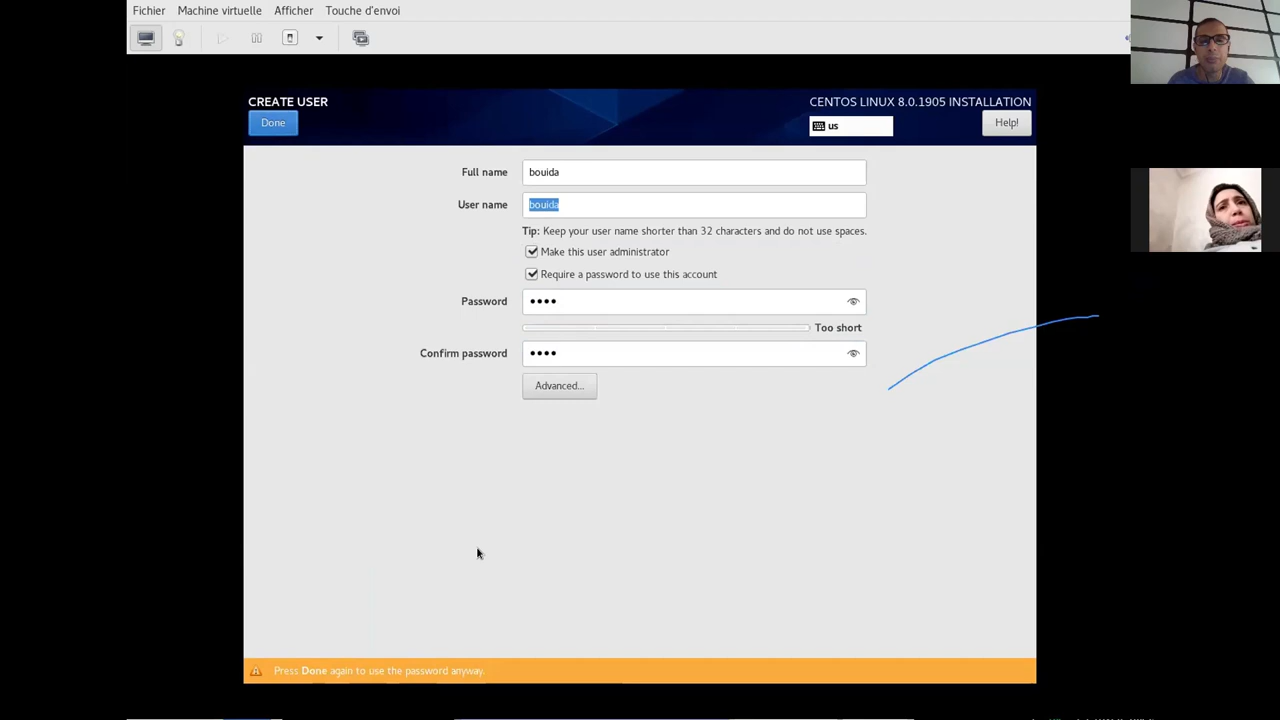 Fichier Machine virtuelle Afficher Touche d'envoi
CREATE USER
CENTOS LINUX 8.0.1905 INSTALLATION
Done
us
Help!
Full name bouida
User name bouida
Tip: Keep your user name shorter than 32 characters and do not use spaces.
Make this user administrator
Require a password to use this account
Password ••••
Too short
Confirm password ••••
Advanced...
Press Done again to use the password anyway.